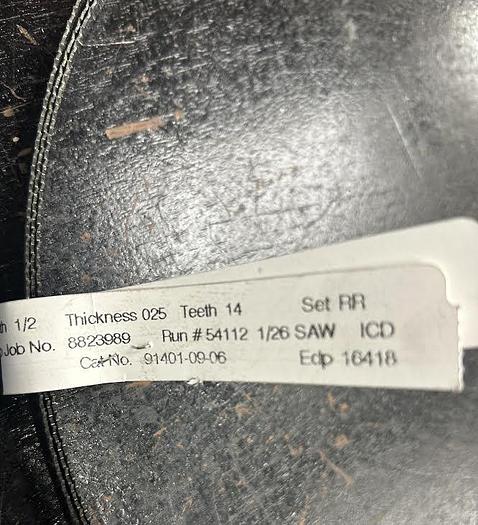 th 1/2 Thickness 025 Teeth 14 Set RR
Job No. 8823989 Run # 54112 1/26 SAW ICD
Cat No. 91401-09-06 Edp 16418